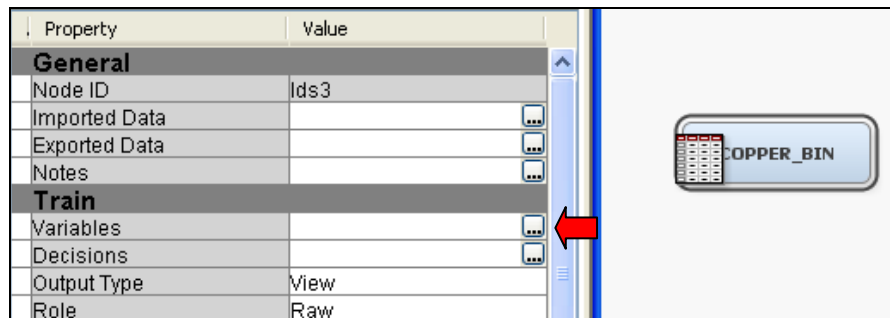 . Property Value
General
Node ID Ids3
Imported Data ...
Exported Data ...
Notes ...
Train
Variables ...
Decisions ...
Output Type View
Role Raw
COPPER_BIN